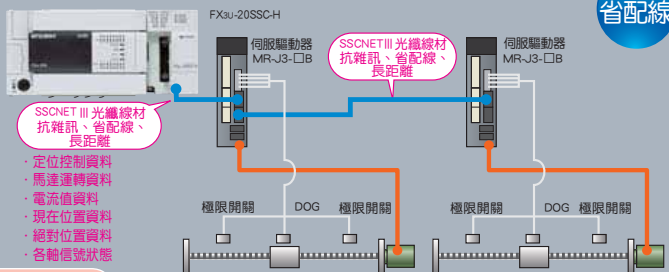 省配線
FX3U-20SSC-H
伺服驅動器
MR-J3-□B
SSCNETIII 光纖線材
抗雜訊、省配線、
長距離
伺服驅動器
MR-J3-□B
SSCNET III 光纖線材
抗雜訊、省配線、
長距離
· 定位控制資料
· 馬達運轉資料
· 電流值資料
· 現在位置資料
· 絕對位置資料
· 各軸信號狀態
極限開關 DOG 極限開關
極限開關 DOG 極限開關